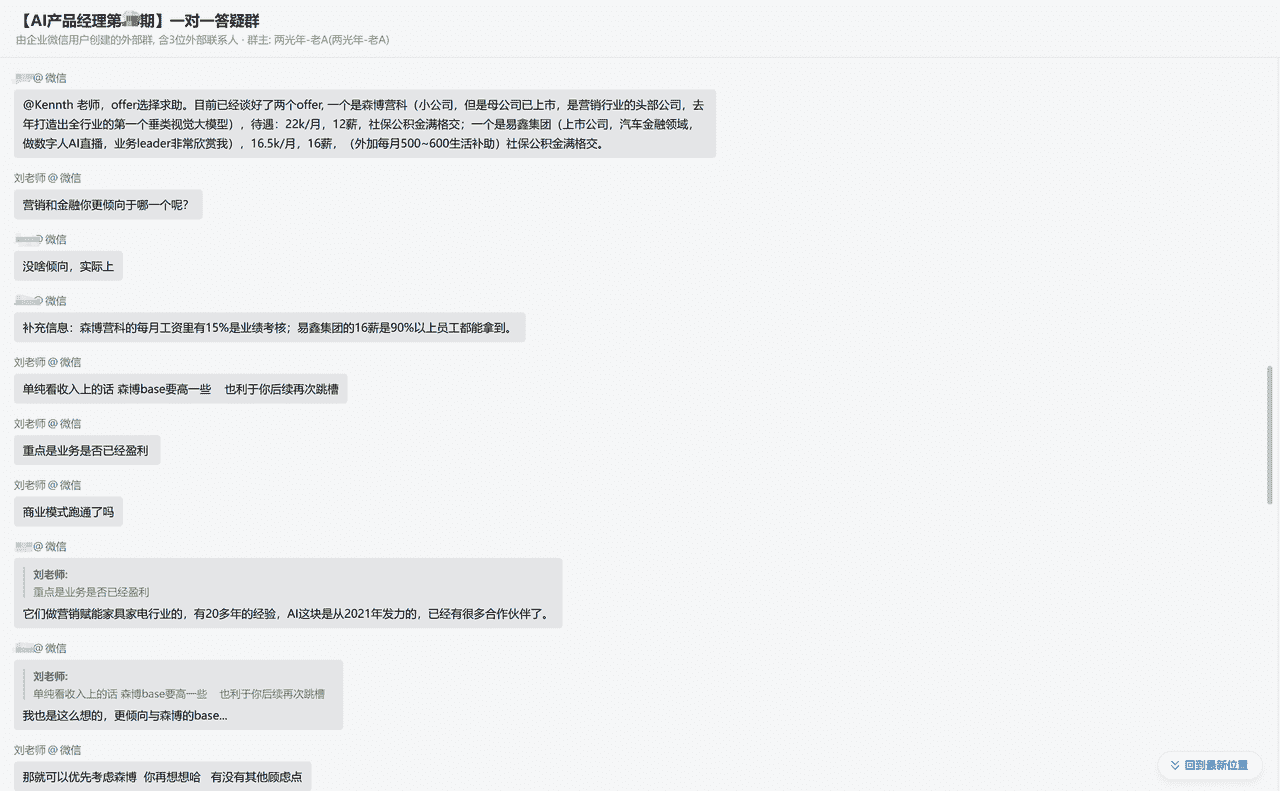 【AI产品经理第期】一对一答疑群
由企业微信用户创建的外部群, 含3位外部联系人 · 群主: 两光年-老A(两光年-老A)
@ 微信
@Kennth 老师，offer选择求助。目前已经谈好了两个offer, 一个是森博营科（小公司，但是母公司已上市，是营销行业的头部公司，去
年打造出全行业的第一个垂类视觉大模型），待遇：22k/月，12薪，社保公积金满格交；一个是易鑫集团（上市公司，汽车金融领域，
做数字人AI直播，业务leader非常欣赏我），16.5k/月，16薪，（外加每月500~600生活补助）社保公积金满格交。
刘老师 @ 微信
营销和金融你更倾向于哪一个呢？
@ 微信
没啥倾向，实际上
@ 微信
补充信息：森博营科的每月工资里有15%是业绩考核；易鑫集团的16薪是90%以上员工都能拿到。
刘老师 @ 微信
单纯看收入上的话 森博base要高一些 也利于你后续再次跳槽
刘老师 @ 微信
重点是业务是否已经盈利
刘老师 @ 微信
商业模式跑通了吗
@ 微信
刘老师:
重点是业务是否已经盈利
它们做营销赋能家具家电行业的，有20多年的经验，AI这块是从2021年发力的，已经有很多合作伙伴了。
@ 微信
刘老师:
单纯看收入上的话 森博base要高一些 也利于你后续再次跳槽
我也是这么想的，更倾向与森博的base...
刘老师 @ 微信
那就可以优先考虑森博 你再想想哈 有没有其他顾虑点
回到最新位置